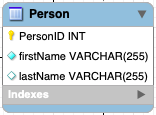 Person
PersonID INT
firstName VARCHAR(255)
lastName VARCHAR(255)
Indexes